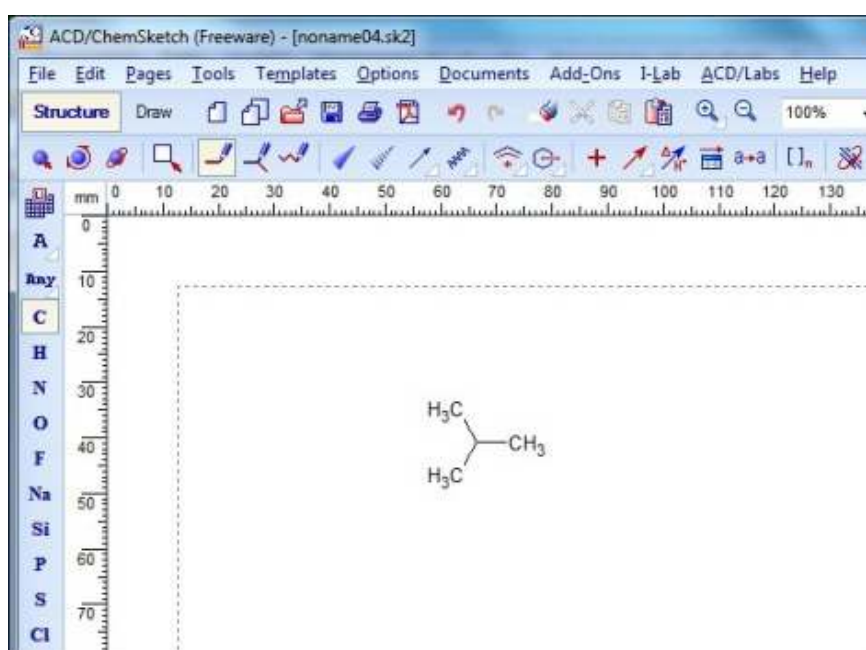 ACD/ChemSketch (Freeware) - [noname04.sk2]
File Edit Pages Tools Templates Options Documents Add-Ons I-Lab ACD/Labs Help
Structure Draw 100%
a→a []n
mm 0 10 20 30 40 50 60 70 80 90 100 110 120 130
0
A
Any
10
C
20
H
N
30
O
40
F
Na
50
Si
60
P
S
70
Cl
H3C
CH3
H3C